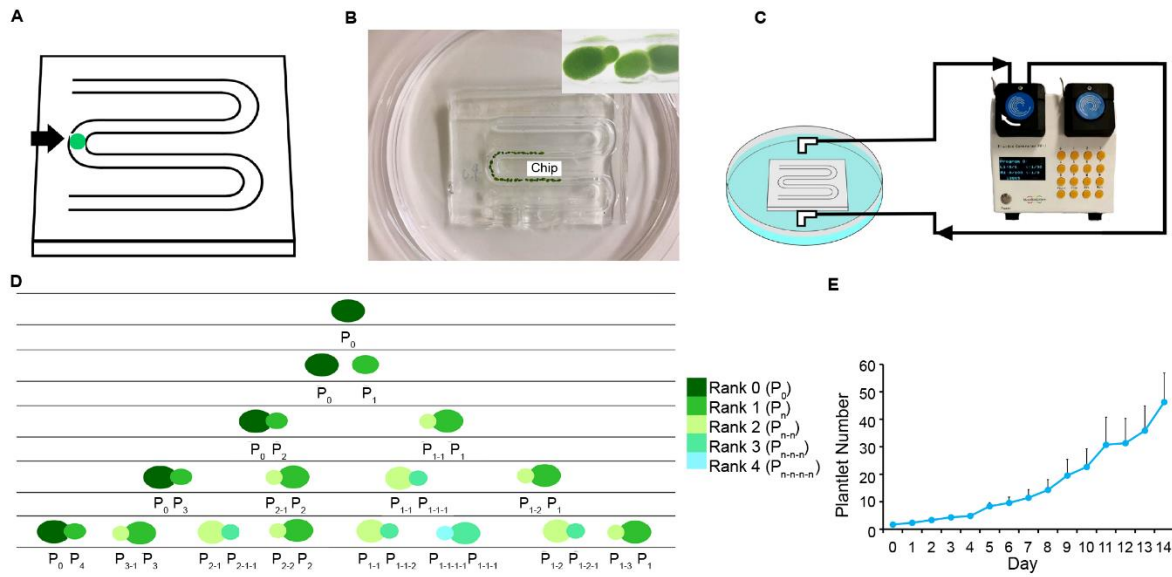 A
B
Chip
C
D
P0
P0 P1
P0 P2 P1-1 P1
P0 P3 P2-1 P2 P1-1 P1-1-1 P1-2 P1
P0 P4 P3-1 P3 P2-1 P2-1-1 P2-2 P2 P1-1 P1-1-2 P1-1-1-1 P1-1-1 P1-2 P1-2-1 P1-3 P1
Rank 0 (P0)
Rank 1 (Pn)
Rank 2 (Pn-n)
Rank 3 (Pn-n-n)
Rank 4 (Pn-n-n-n)
E
Plantlet Number
60
50
40
30
20
10
0
0 1 2 3 4 5 6 7 8 9 10 11 12 13 14
Day